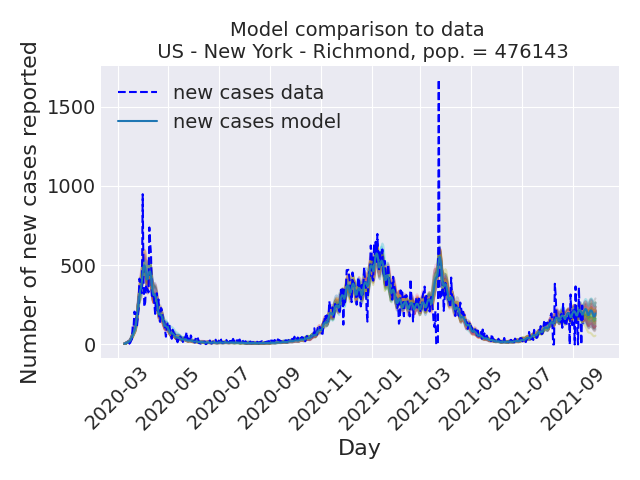 Model comparison to data
US - New York - Richmond, pop. = 476143
Number of new cases reported
1500
1000
500
0
new cases data
new cases model
2020-03
2020-05
2020-07
2020-09
2020-11
2021-01
2021-03
2021-05
2021-07
2021-09
Day